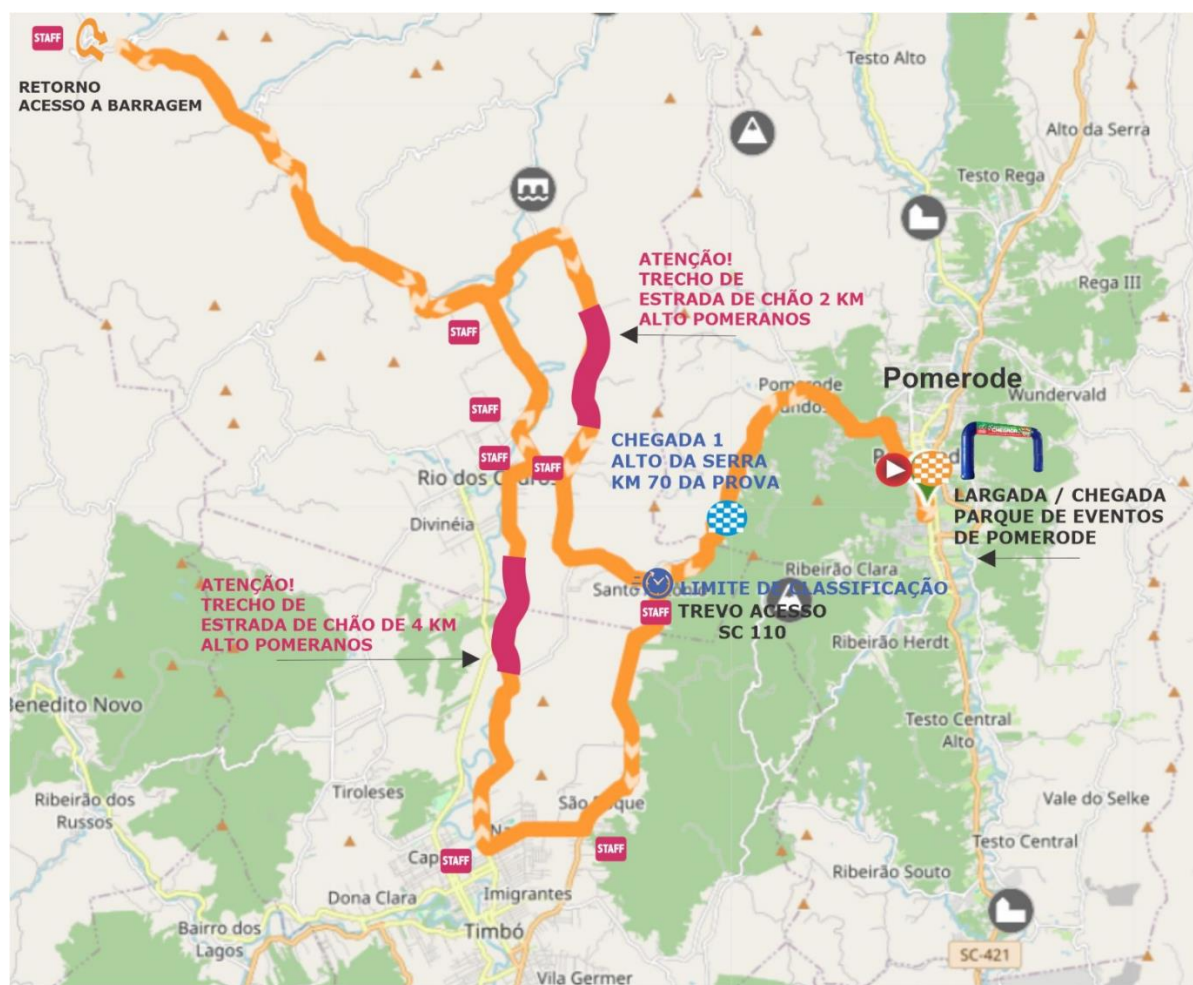 STAFF
RETORNO
ACESSO A BARRAGEM
Testo Alto
Alto da Serra
Testo Rega
Rega III
ATENÇÃO!
TRECHO DE
ESTRADA DE CHÃO 2 KM
ALTO POMERANOS
STAFF
Pomerode
Pomerode
Wundervald
STAFF
CHEGADA
CHEGADA 1
ALTO DA SERRA
KM 70 DA PROVA
STAFF
STAFF
Rio dos
Divinéia
LARGADA / CHEGADA
PARQUE DE EVENTOS
DE POMERODE
Ribeirão Clara
ATENÇÃO!
TRECHO DE
ESTRADA DE CHÃO DE 4 KM
ALTO POMERANOS
Santo
LIMITE DE CLASSIFICAÇÃO
STAFF
TREVO ACESSO
SC 110
Ribeirão Herdt
Benedito Novo
Testo Central
Alto
Ribeirão dos
Russos
Tiroleses
São
Vale do Selke
STAFF
STAFF
Testo Central
Ribeirão Souto
Dona Clara
Imigrantes
Bairro dos
Lagos
Timbó
SC-421
Vila Germer